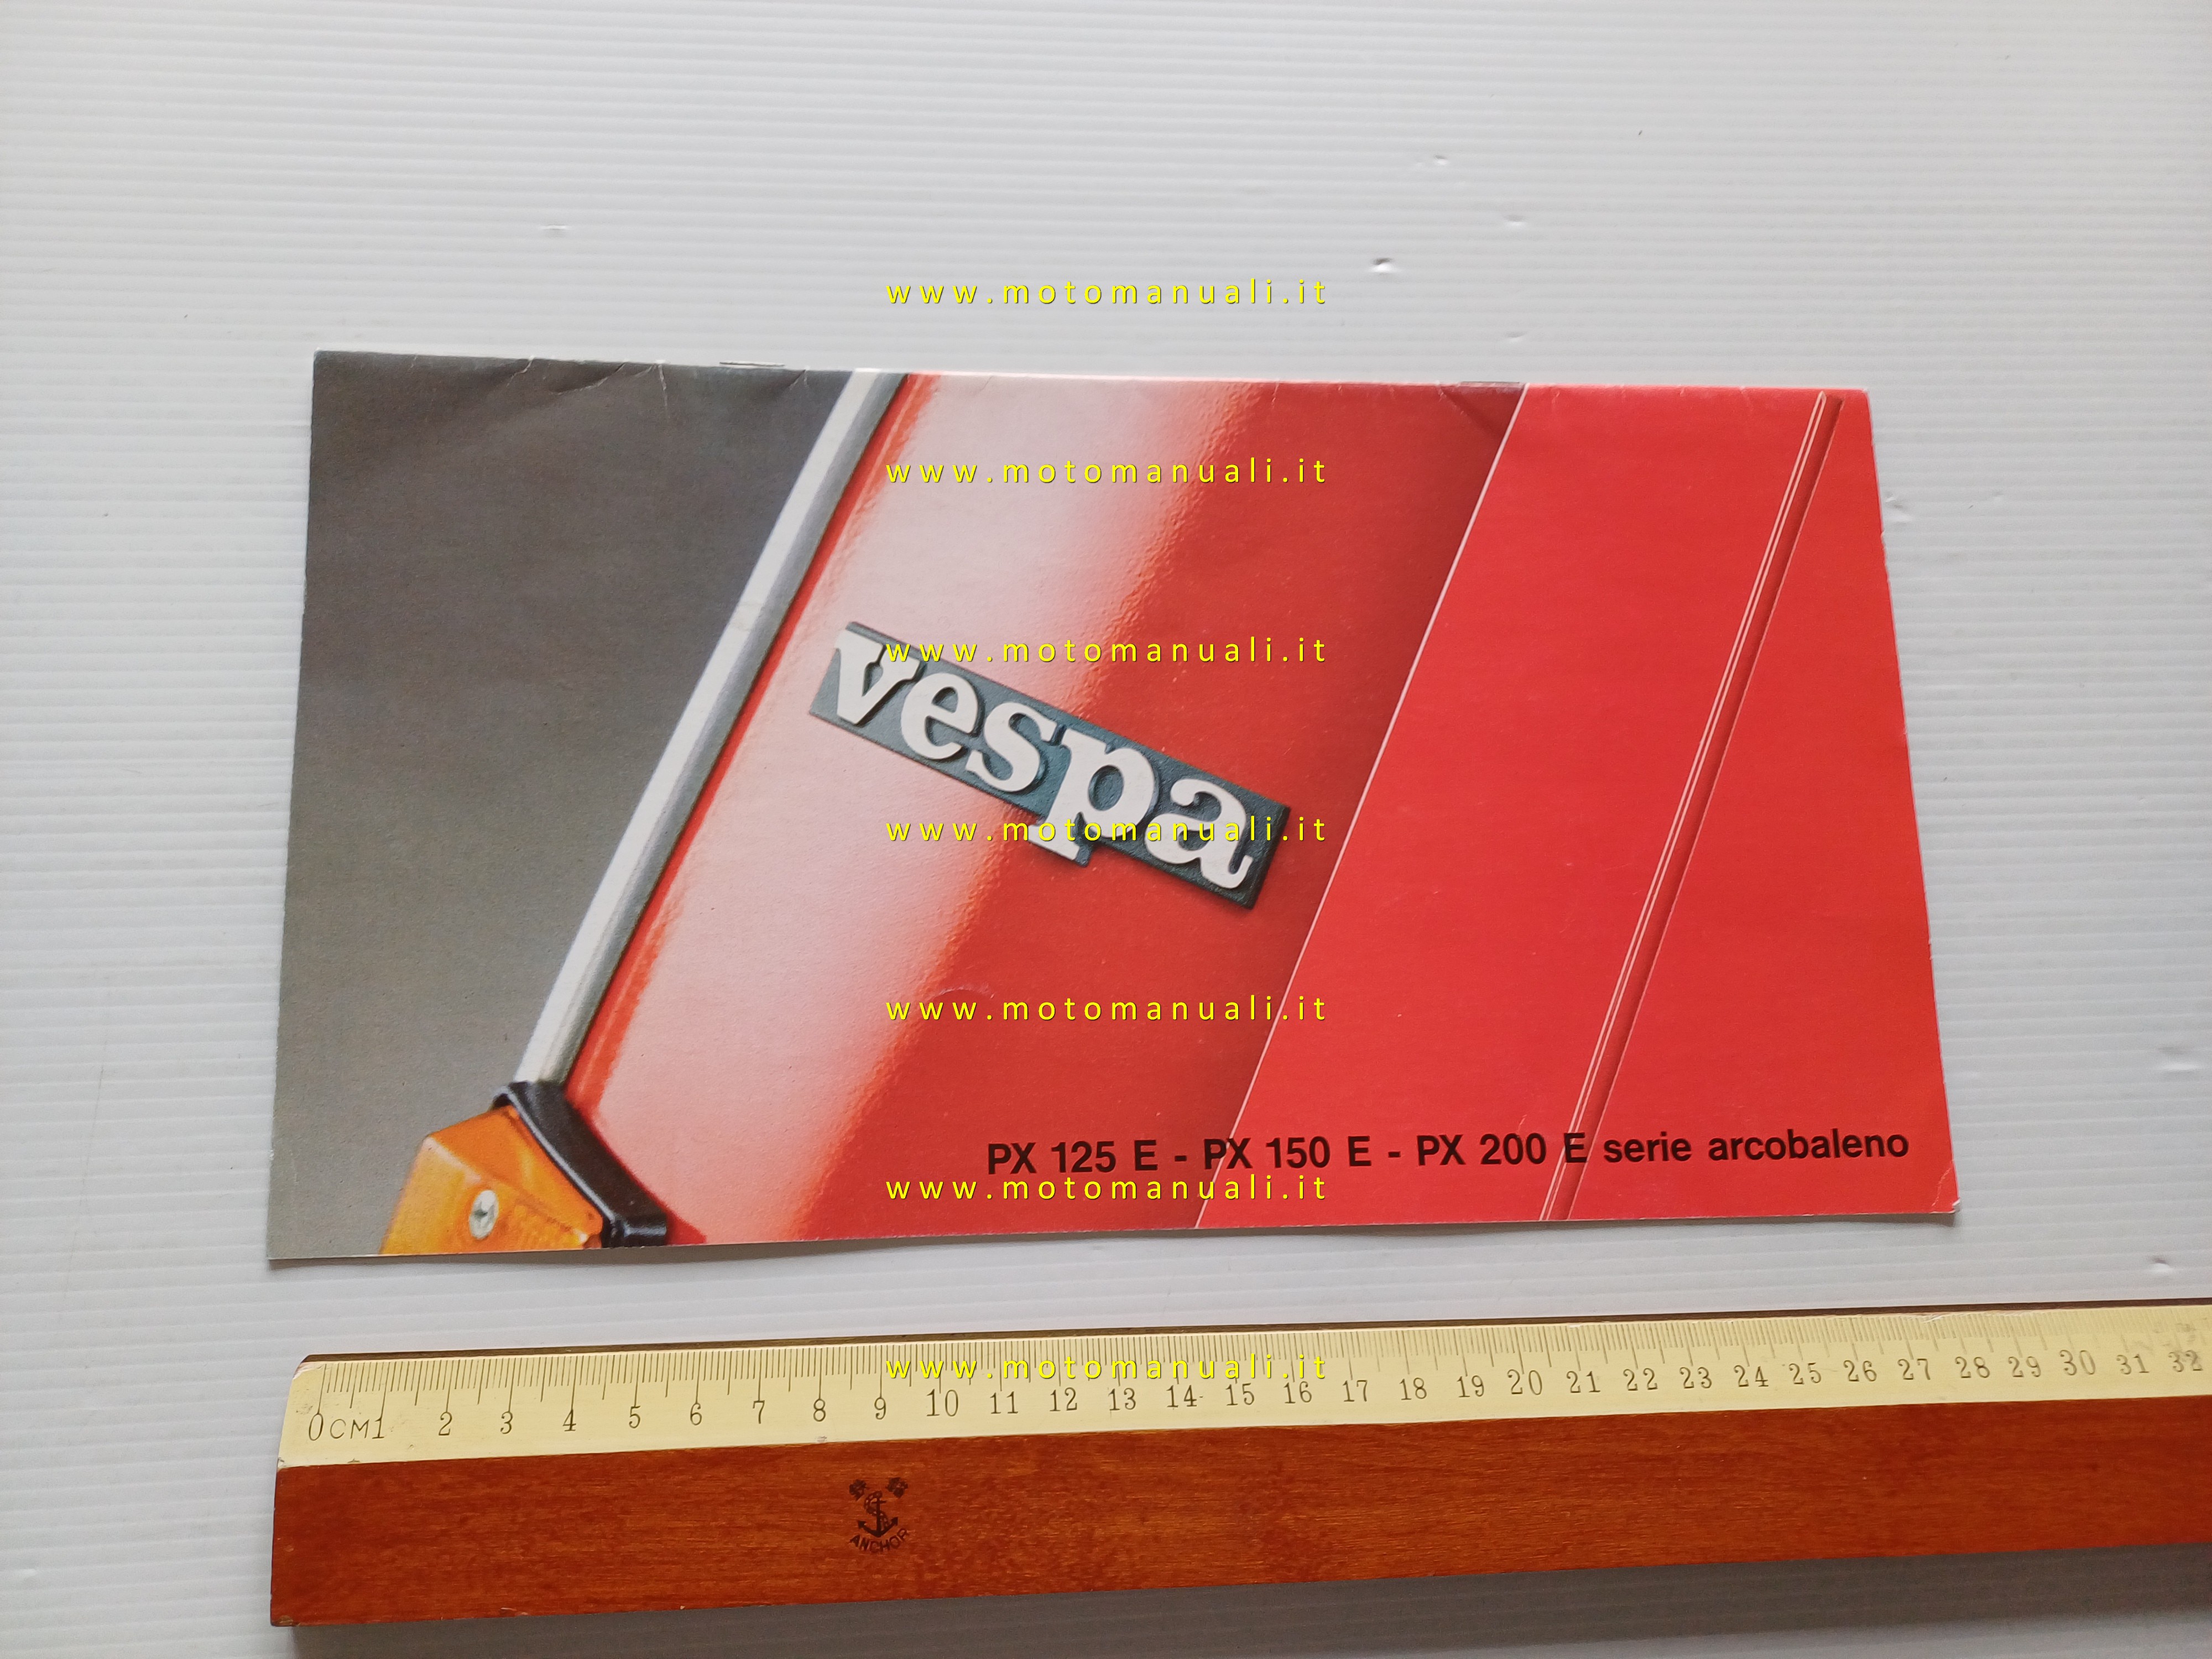 www.motomanuali.it
www.motomanuali.it
www.motomanuali.it
vespa
www.motomanuali.it
www.motomanuali.it
PX 125 E - PX 150 E - PX 200 E serie arcobaleno
www.motomanuali.it
www.motomanuali.it
0CM1 2 3 4 5 6 7 8 9 10 11 12 13 14 15 16 17 18 19 20 21 22 23 24 25 26 27 28 29 30 31 32
ANCHOR